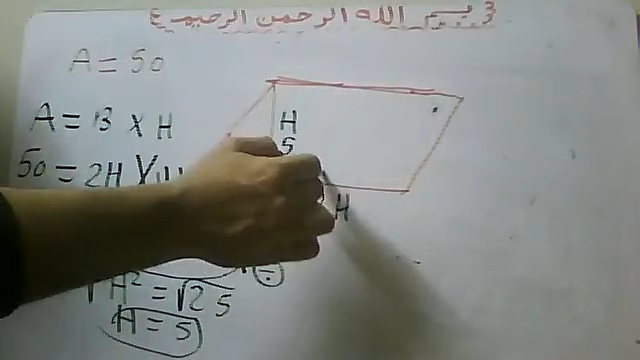 بسم الله الرحمن الرحيم
A = 50
A = B X H
50 = 2H X H
H
5
H
√H² = √25
H = 5